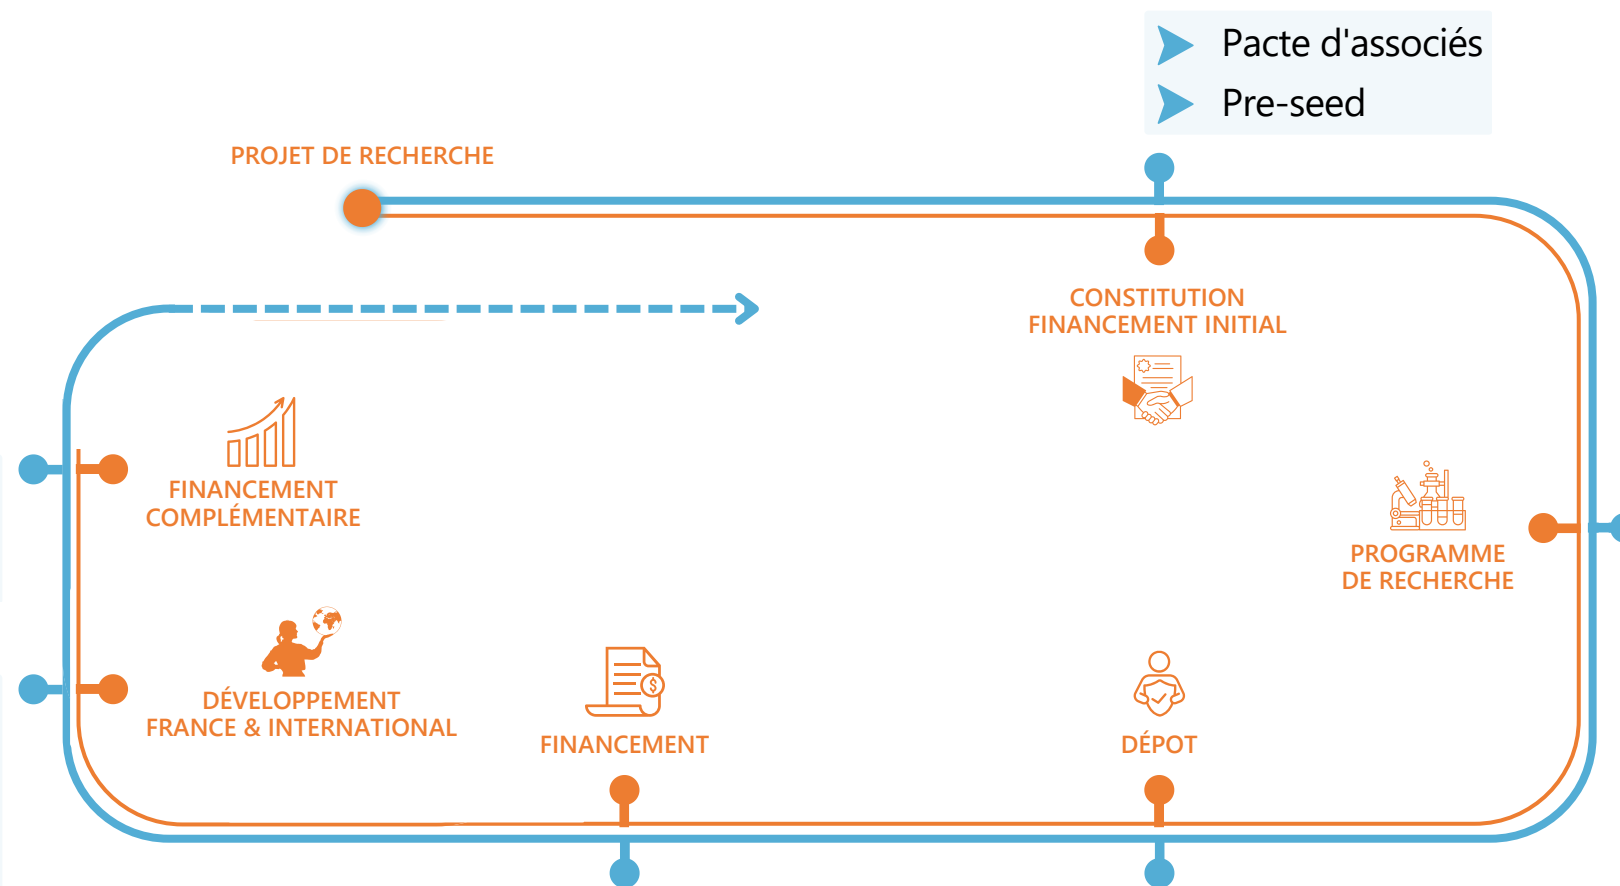 Pacte d'associés
Pre-seed
PROJET DE RECHERCHE
CONSTITUTION
FINANCEMENT INITIAL
PROGRAMME
DE RECHERCHE
DÉPOT
FINANCEMENT
DÉVELOPPEMENT
FRANCE & INTERNATIONAL
FINANCEMENT
COMPLÉMENTAIRE